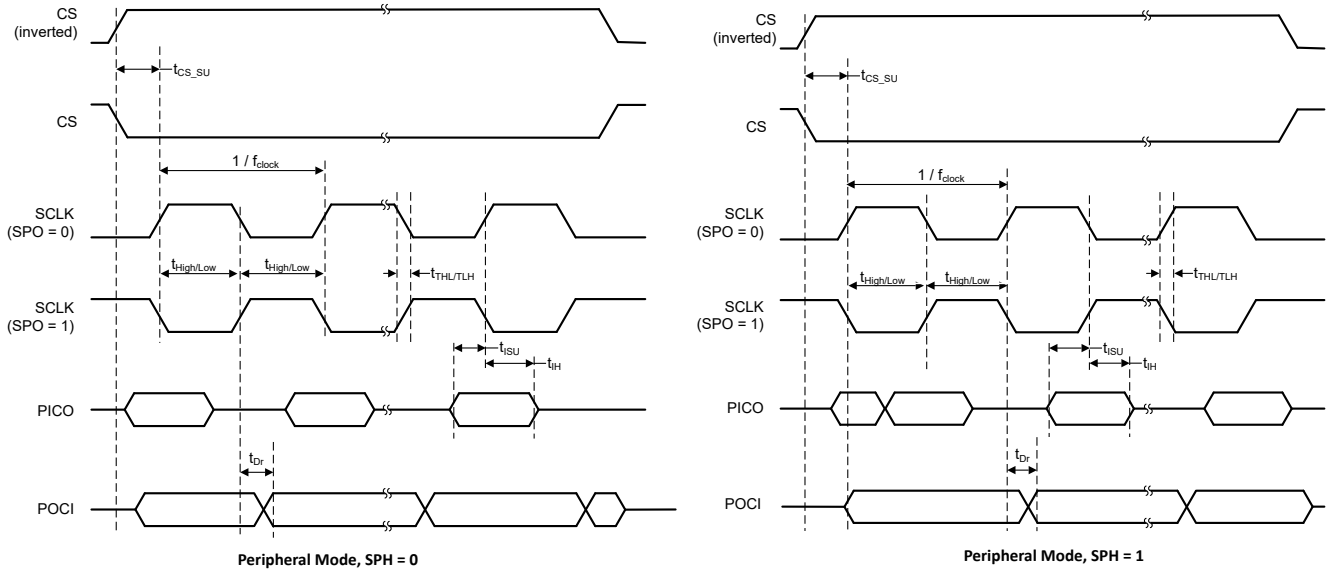 CS
(inverted)
tCS_SU
CS
1 / fclock
SCLK
(SPO = 0)
tHigh/Low
tHigh/Low
tTHL/TLH
SCLK
(SPO = 1)
tISU
tIH
PICO
tDr
POCI
Peripheral Mode, SPH = 0
CS
(inverted)
tCS_SU
CS
1 / fclock
SCLK
(SPO = 0)
tHigh/Low
tHigh/Low
tTHL/TLH
SCLK
(SPO = 1)
tISU
tIH
PICO
tDr
POCI
Peripheral Mode, SPH = 1